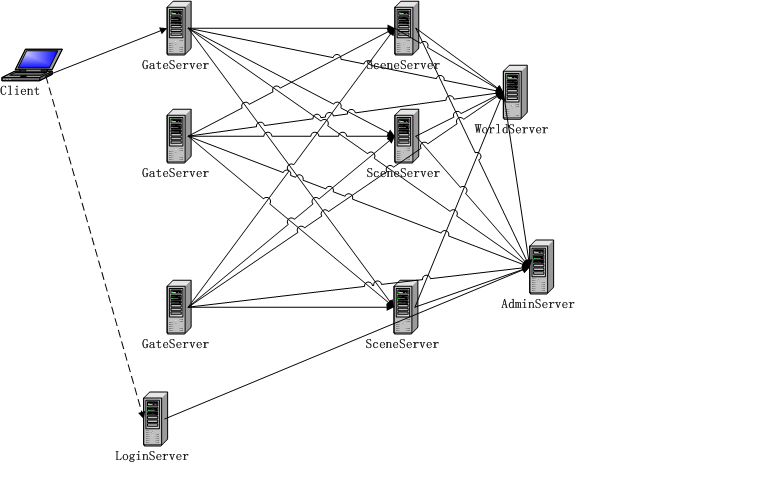 GateServer
SceneServer
Client
WorldServer
GateServer
SceneServer
AdminServer
GateServer
SceneServer
LoginServer